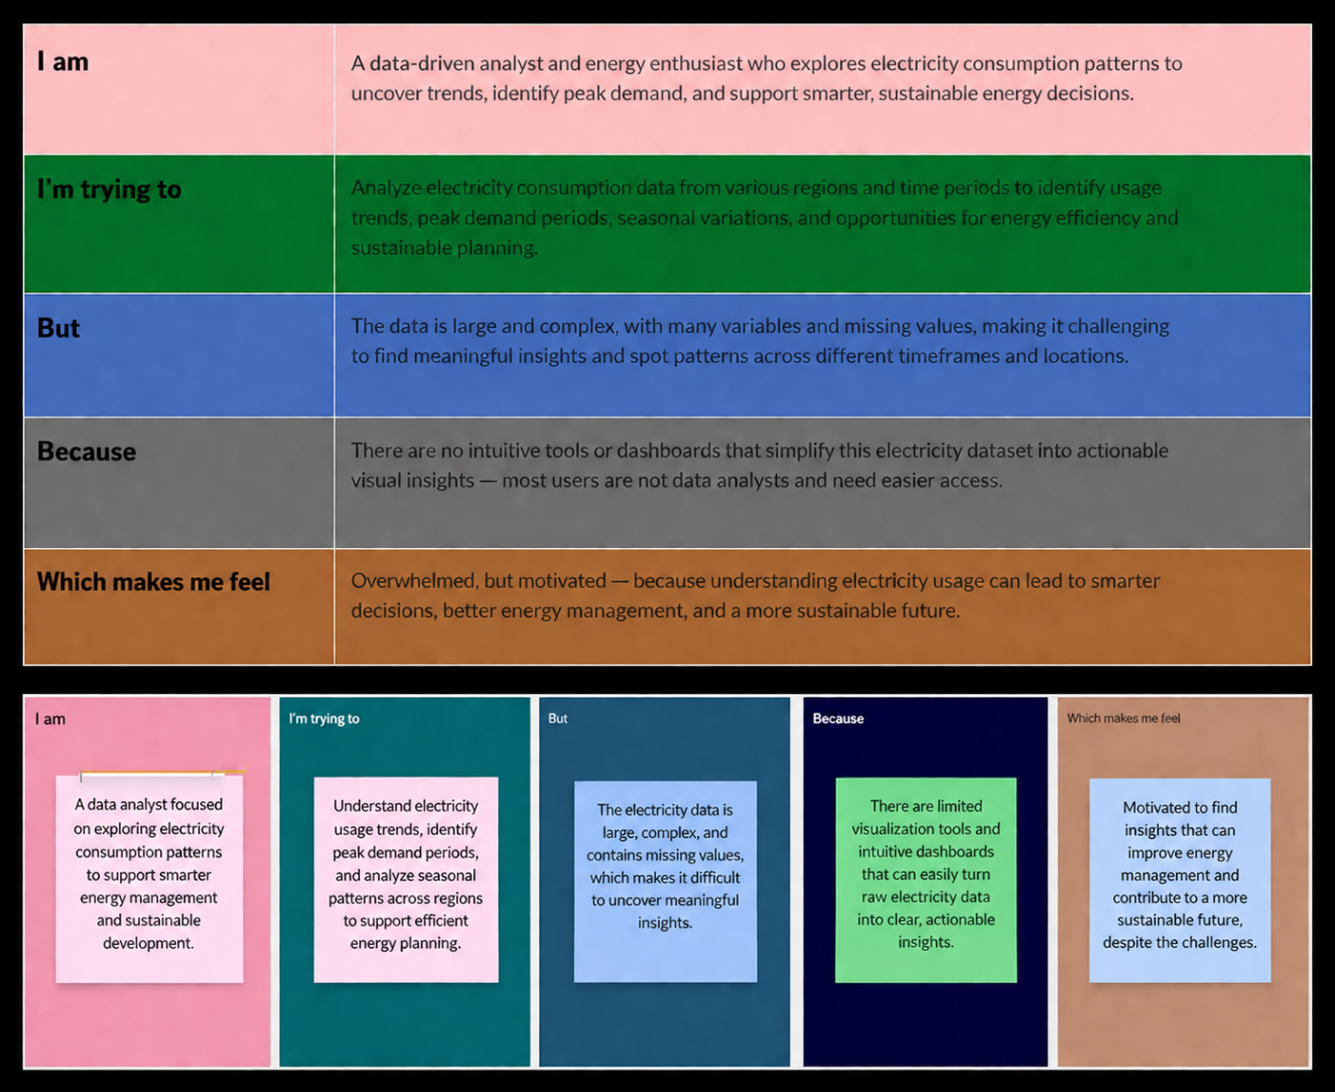 I am
A data-driven analyst and energy enthusiast who explores electricity consumption patterns to
uncover trends, identify peak demand, and support smarter, sustainable energy decisions.
I'm trying to
Analyze electricity consumption data from various regions and time periods to identify usage
trends, peak demand periods, seasonal variations, and opportunities for energy efficiency and
sustainable planning.
But
The data is large and complex, with many variables and missing values, making it challenging
to find meaningful insights and spot patterns across different timeframes and locations.
Because
There are no intuitive tools or dashboards that simplify this electricity dataset into actionable
visual insights — most users are not data analysts and need easier access.
Which makes me feel
Overwhelmed, but motivated — because understanding electricity usage can lead to smarter
decisions, better energy management, and a more sustainable future.
I am
A data analyst focused
on exploring electricity
consumption patterns
to support smarter
energy management
and sustainable
development.
I'm trying to
Understand electricity
usage trends, identify
peak demand periods,
and analyze seasonal
patterns across regions
to support efficient
energy planning.
But
The electricity data is
large, complex, and
contains missing values,
which makes it difficult
to uncover meaningful
insights.
Because
There are limited
visualization tools and
intuitive dashboards
that can easily turn
raw electricity data
into clear, actionable
insights.
Which makes me feel
Motivated to find
insights that can
improve energy
management and
contribute to a more
sustainable future,
despite the challenges.